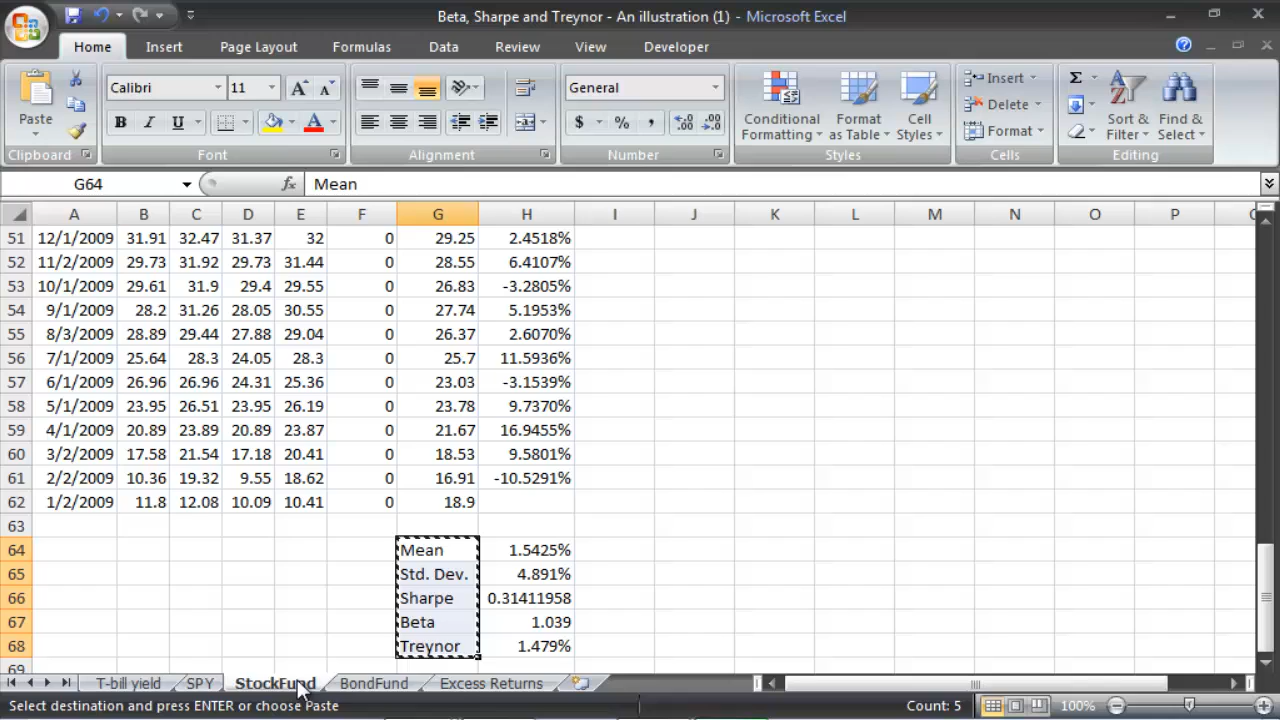 Beta, Sharpe and Treynor - An illustration (1) - Microsoft Excel
Home Insert Page Layout Formulas Data Review View Developer
Calibri 11 General
Paste Conditional Formatting Format as Table Cell Styles Insert Delete Format Sort & Filter Find & Select
Clipboard Font Alignment Number Styles Cells Editing
G64 fx Mean
A B C D E F G H I J K L M N O P
51 12/1/2009 31.91 32.47 31.37 32 0 29.25 2.4518%
52 11/2/2009 29.73 31.92 29.73 31.44 0 28.55 6.4107%
53 10/1/2009 29.61 31.9 29.4 29.55 0 26.83 -3.2805%
54 9/1/2009 28.2 31.26 28.05 30.55 0 27.74 5.1953%
55 8/3/2009 28.89 29.44 27.88 29.04 0 26.37 2.6070%
56 7/1/2009 25.64 28.3 24.05 28.3 0 25.7 11.5936%
57 6/1/2009 26.96 26.96 24.31 25.36 0 23.03 -3.1539%
58 5/1/2009 23.95 26.51 23.95 26.19 0 23.78 9.7370%
59 4/1/2009 20.89 23.89 20.89 23.87 0 21.67 16.9455%
60 3/2/2009 17.58 21.54 17.18 20.41 0 18.53 9.5801%
61 2/2/2009 10.36 19.32 9.55 18.62 0 16.91 -10.5291%
62 1/2/2009 11.8 12.08 10.09 10.41 0 18.9
63
64 Mean 1.5425%
65 Std. Dev. 4.891%
66 Sharpe 0.31411958
67 Beta 1.039
68 Treynor 1.479%
69
T-bill yield SPY StockFund BondFund Excess Returns
Select destination and press ENTER or choose Paste Count: 5 100%